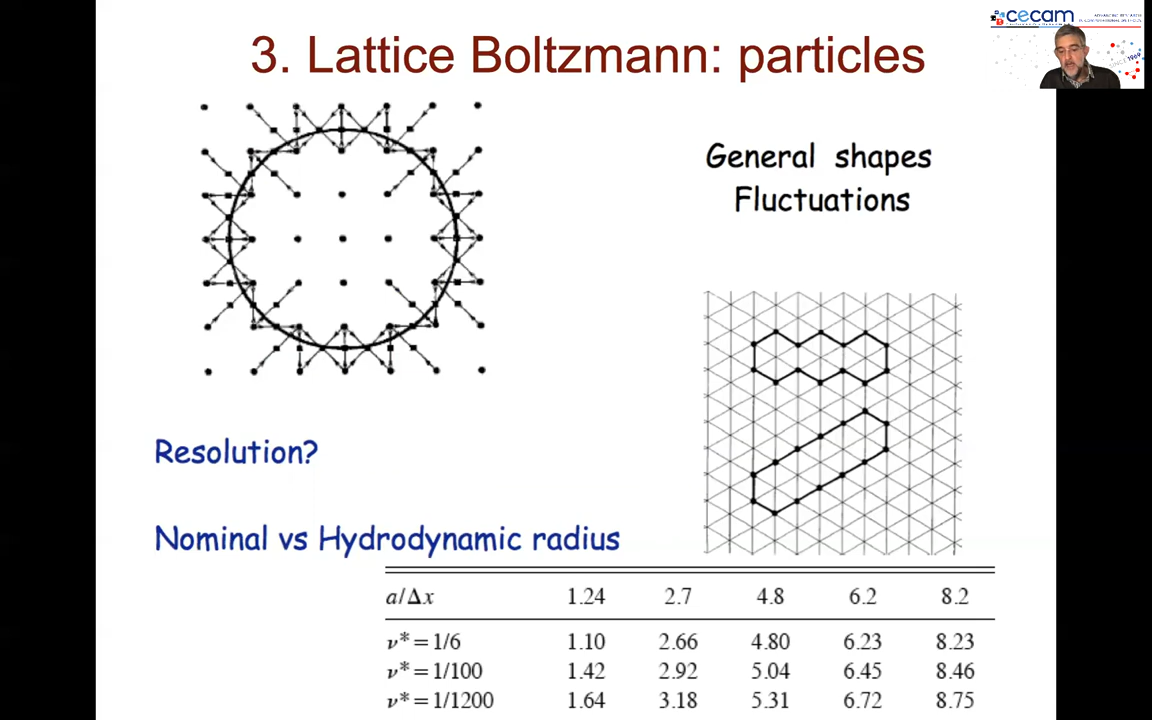 cecam
3. Lattice Boltzmann: particles
SINCE 1969
General shapes
Fluctuations
Resolution?
Nominal vs Hydrodynamic radius
a/Δx 1.24 2.7 4.8 6.2 8.2
ν* = 1/6 1.10 2.66 4.80 6.23 8.23
ν* = 1/100 1.42 2.92 5.04 6.45 8.46
ν* = 1/1200 1.64 3.18 5.31 6.72 8.75